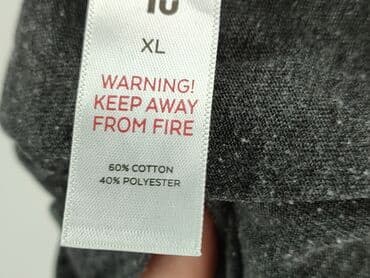 XL
WARNING!
KEEP AWAY
FROM FIRE
60% COTTON
40% POLYESTER